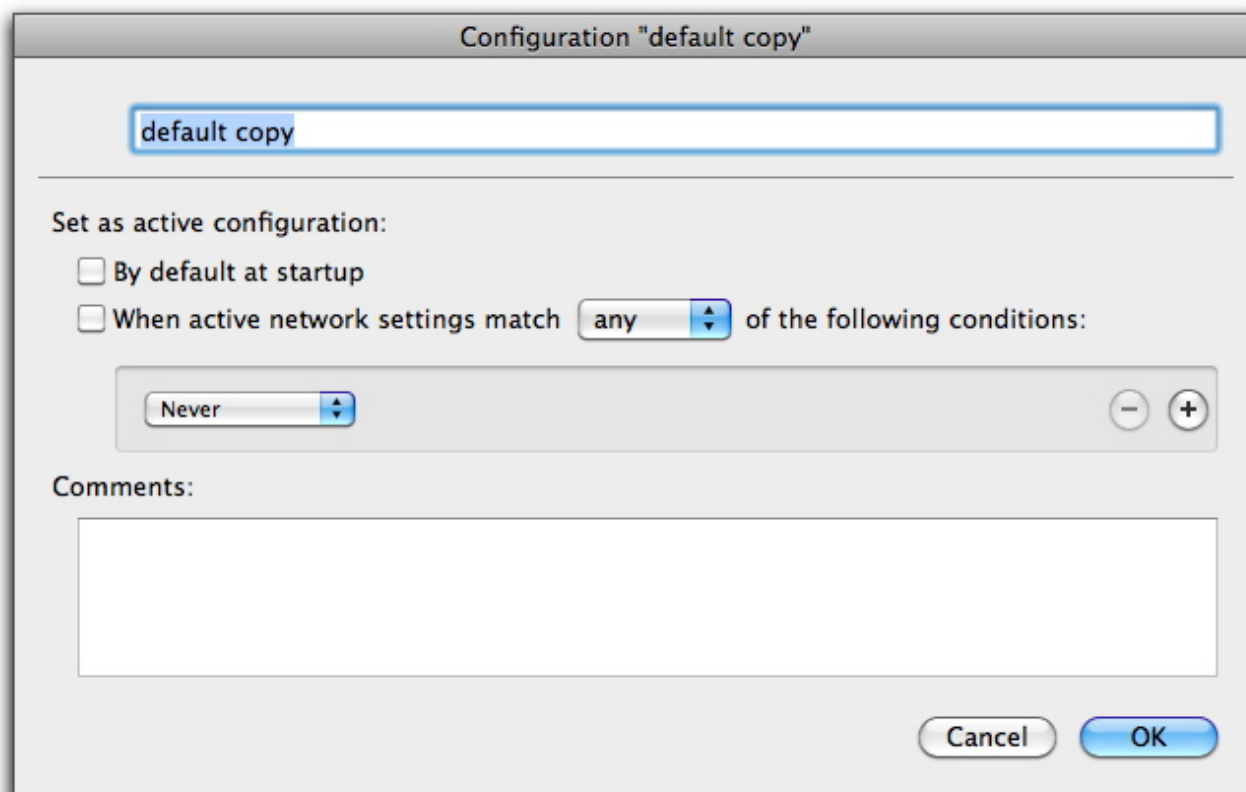 Configuration "default copy"
default copy
Set as active configuration:
By default at startup
When active network settings match any of the following conditions:
Never − +
Comments:
Cancel OK